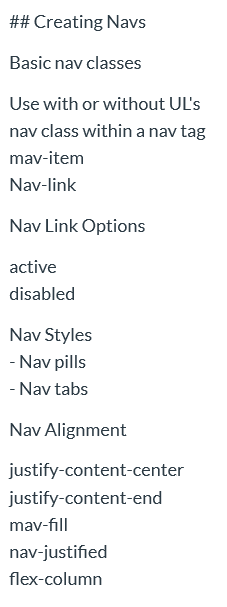 ## Creating Navs
Basic nav classes
Use with or without UL's
nav class within a nav tag
mav-item
Nav-link
Nav Link Options
active
disabled
Nav Styles
- Nav pills
- Nav tabs
Nav Alignment
justify-content-center
justify-content-end
mav-fill
nav-justified
flex-column